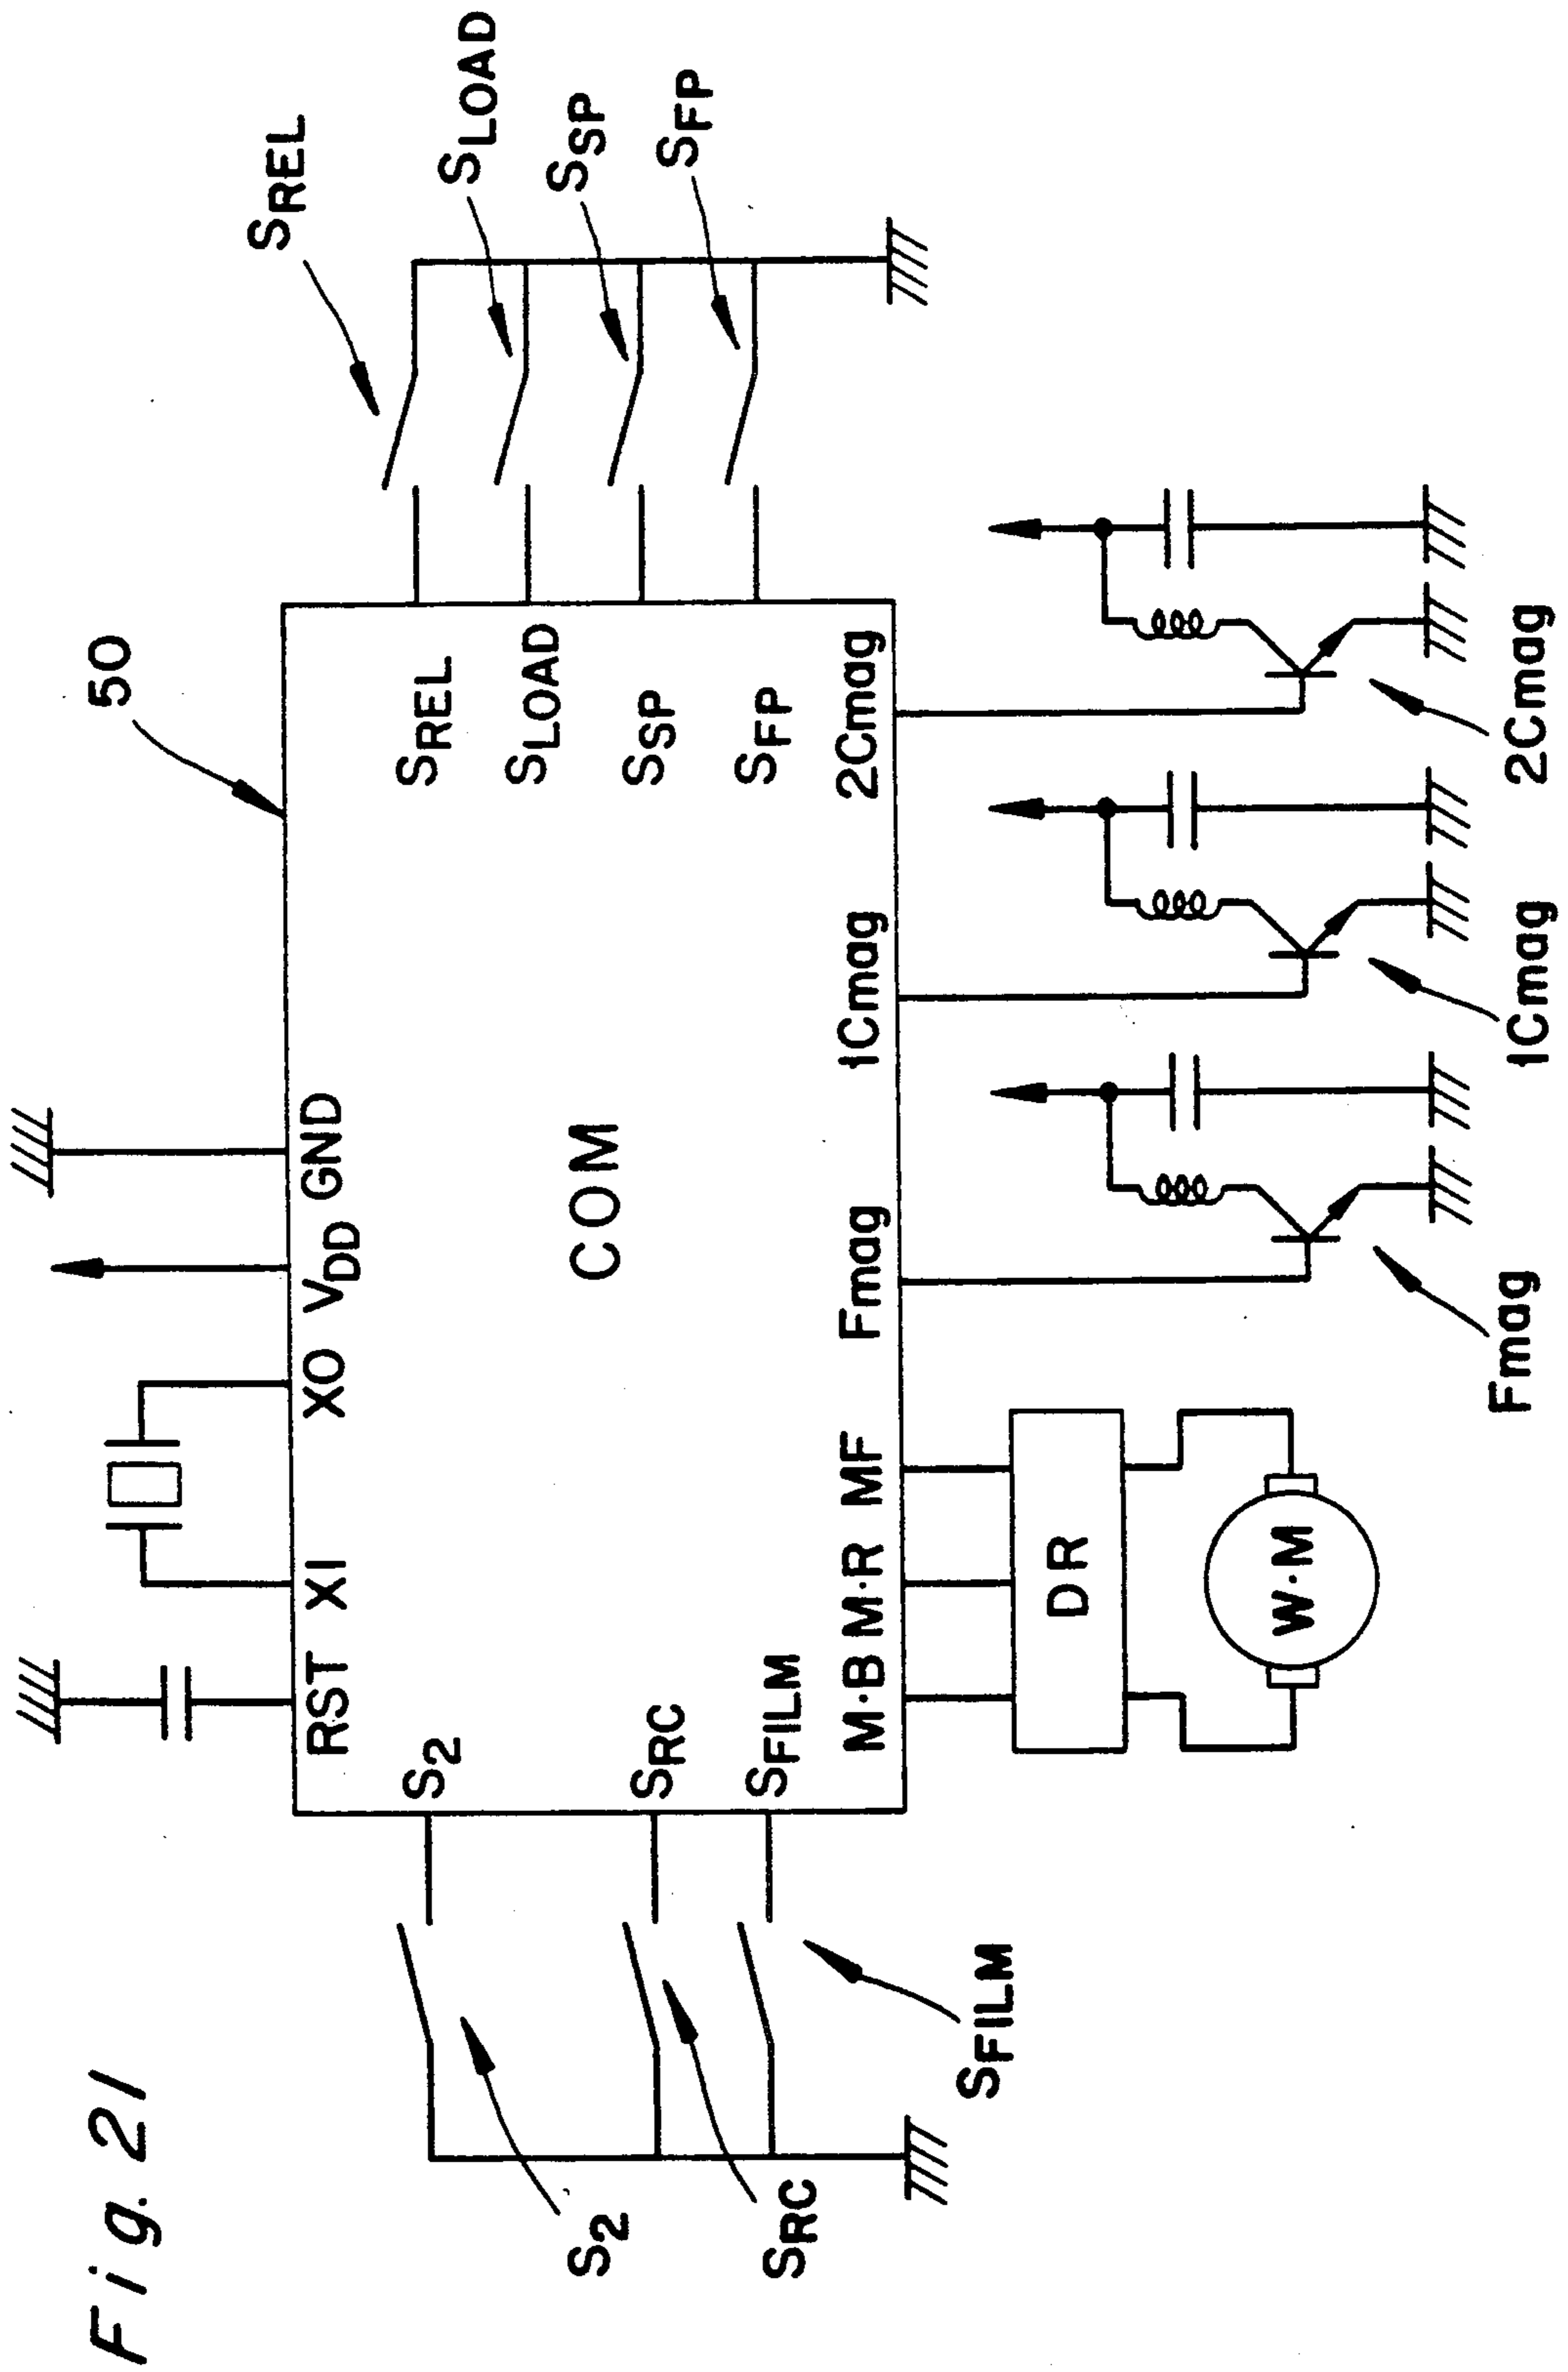 Fig. 21
50
RST XI XO VDD GND
S2
SRC
SFILM
COM
SREL
SLOAD
SSP
SFP
M·B M·R MF Fmag 1Cmag 2Cmag
S2
SRC
SFILM
SREL
SLOAD
SSP
SFP
DR
W·M
Fmag
1Cmag
2Cmag